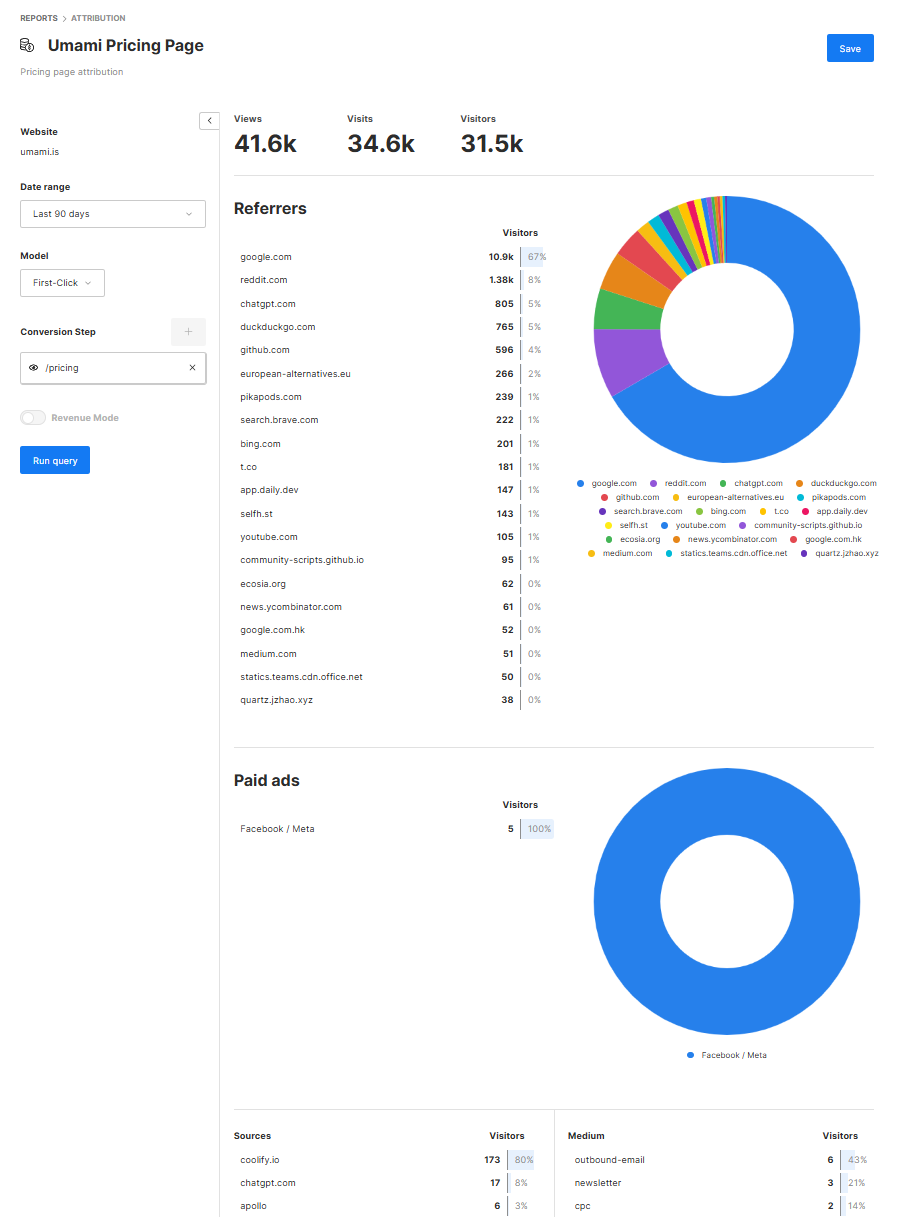 REPORTS > ATTRIBUTION
Umami Pricing Page
Save
Pricing page attribution
Website
umami.is
Date range
Last 90 days
Model
First-Click
Conversion Step
+
/pricing
Revenue Mode
Run query
Views Visits Visitors
41.6k 34.6k 31.5k
Referrers
Visitors
google.com 10.9k 67%
reddit.com 1.38k 8%
chatgpt.com 805 5%
duckduckgo.com 765 5%
github.com 596 4%
european-alternatives.eu 266 2%
pikapods.com 239 1%
search.brave.com 222 1%
bing.com 201 1%
t.co 181 1%
app.daily.dev 147 1%
selfh.st 143 1%
youtube.com 105 1%
community-scripts.github.io 95 1%
ecosia.org 62 0%
news.ycombinator.com 61 0%
google.com.hk 52 0%
medium.com 51 0%
statics.teams.cdn.office.net 50 0%
quartz.jzhao.xyz 38 0%
google.com reddit.com chatgpt.com duckduckgo.com
github.com european-alternatives.eu pikapods.com
search.brave.com bing.com t.co app.daily.dev
selfh.st youtube.com community-scripts.github.io
ecosia.org news.ycombinator.com google.com.hk
medium.com statics.teams.cdn.office.net quartz.jzhao.xyz
Paid ads
Visitors
Facebook / Meta 5 100%
Facebook / Meta
Sources Visitors
coolify.io 173 80%
chatgpt.com 17 8%
apollo 6 3%
Medium Visitors
outbound-email 6 43%
newsletter 3 21%
cpc 2 14%